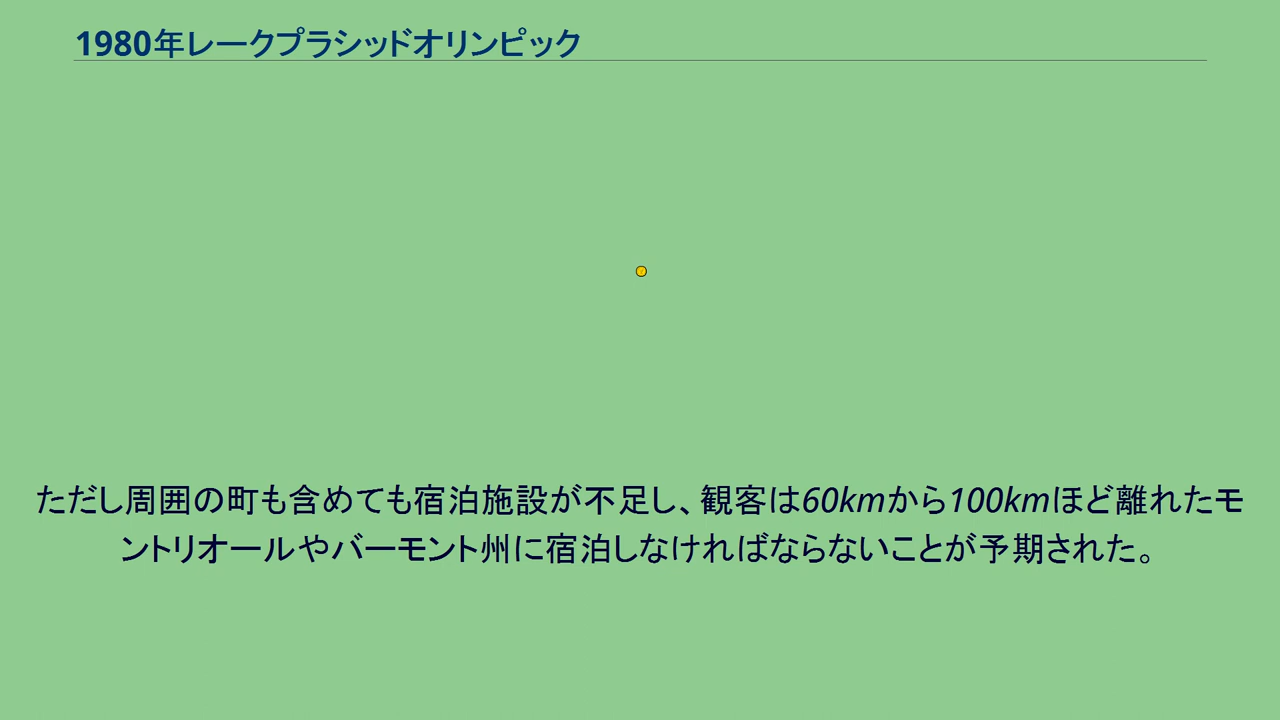 1980年レークプラシッドオリンピック
ただし周囲の町も含めても宿泊施設が不足し、観客は60kmから100kmほど離れたモ
ントリオールやバーモント州に宿泊しなければならないことが予期された。